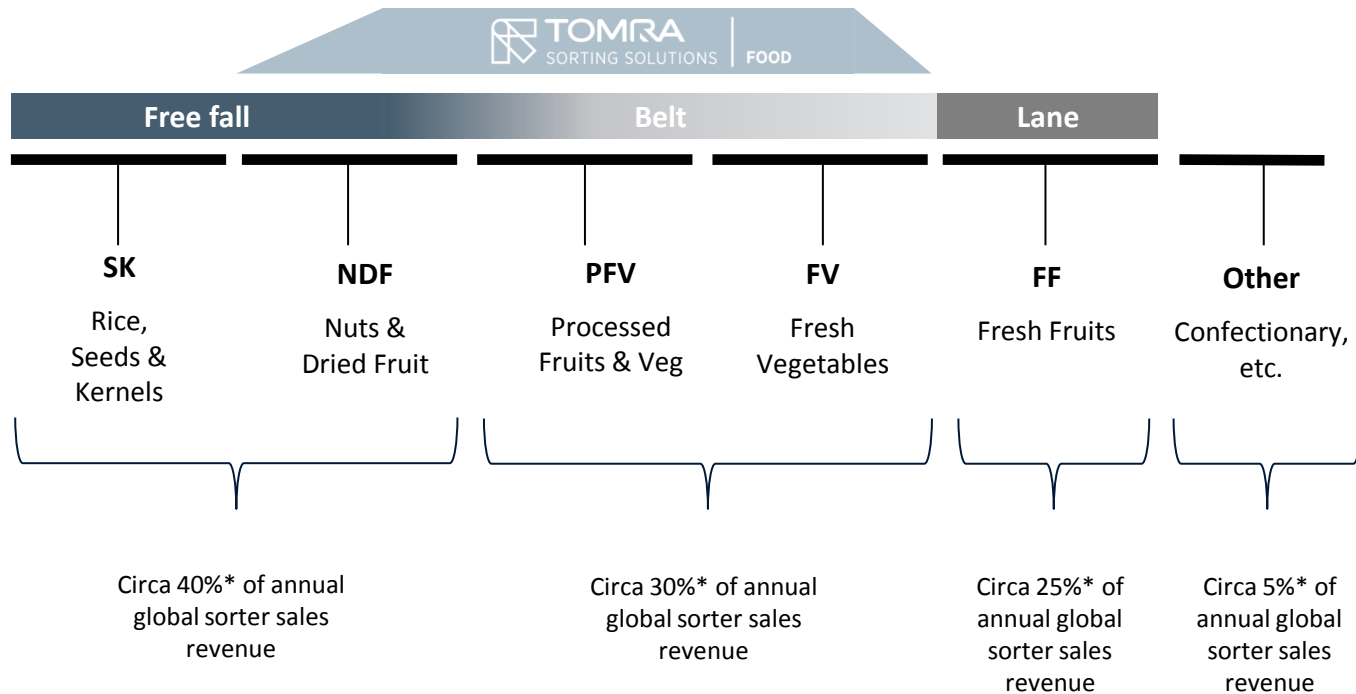 TOMRA
SORTING SOLUTIONS
FOOD
Free fall
Belt
Lane
SK
NDF
PFV
FV
FF
Other
Rice,
Seeds &
Kernels
Nuts &
Dried Fruit
Processed
Fruits & Veg
Fresh
Vegetables
Fresh Fruits
Confectionary,
etc.
Circa 40%* of annual
global sorter sales
revenue
Circa 30%* of annual
global sorter sales
revenue
Circa 25%* of
annual global
sorter sales
revenue
Circa 5%* of
annual global
sorter sales
revenue